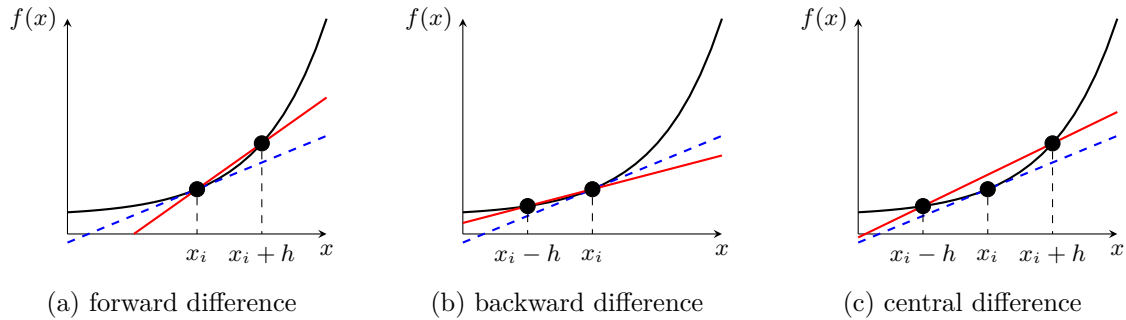 f(x)
x_i
x_i + h
x
(a) forward difference
f(x)
x_i − h
x_i
x
(b) backward difference
f(x)
x_i − h
x_i
x_i + h
x
(c) central difference